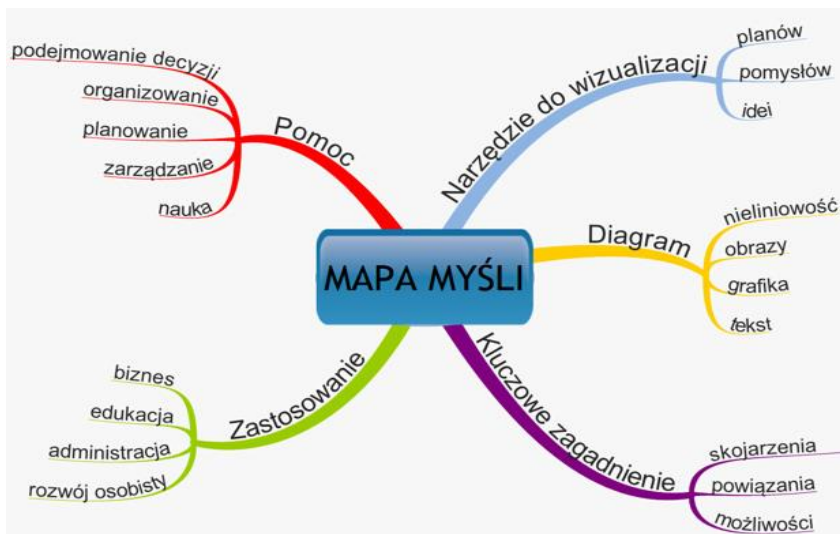 MAPA MYŚLI
Pomoc
podejmowanie decyzji
organizowanie
planowanie
zarządzanie
nauka
Narzędzie do wizualizacji
planów
pomysłów
idei
Diagram
nieliniowość
obrazy
grafika
tekst
Kluczowe zagadnienie
skojarzenia
powiązania
możliwości
Zastosowanie
biznes
edukacja
administracja
rozwój osobisty